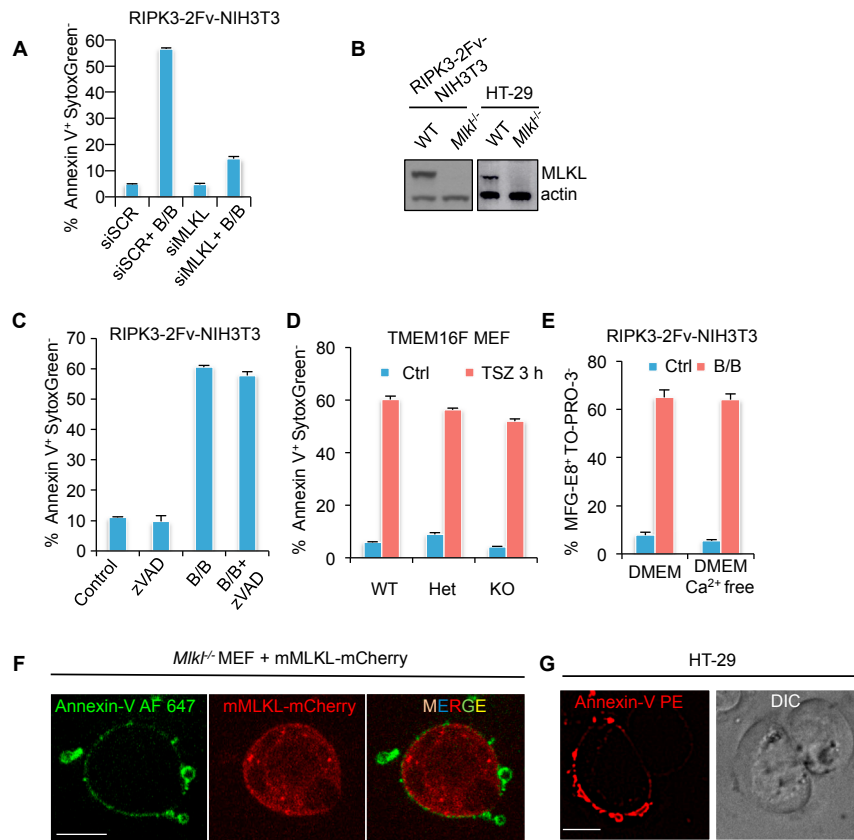 A
RIPK3-2Fv-NIH3T3
% Annexin V⁺ SytoxGreen⁻
60
50
40
30
20
10
0
siSCR
siSCR+ B/B
siMLKL
siMLKL+ B/B
B
RIPK3-2Fv-
NIH3T3
HT-29
WT
Mlkl-/-
WT
Mlkl-/-
MLKL
actin
C
RIPK3-2Fv-NIH3T3
% Annexin V⁺ SytoxGreen⁻
70
60
50
40
30
20
10
0
Control
zVAD
B/B
B/B+
zVAD
D
TMEM16F MEF
Ctrl
TSZ 3 h
% Annexin V⁺ SytoxGreen⁻
80
60
40
20
0
WT
Het
KO
E
RIPK3-2Fv-NIH3T3
Ctrl
B/B
% MFG-E8⁺ TO-PRO-3⁻
80
60
40
20
0
DMEM
DMEM
Ca²⁺ free
F
Mlkl-/- MEF + mMLKL-mCherry
Annexin-V AF 647
mMLKL-mCherry
MERGE
G
HT-29
Annexin-V PE
DIC